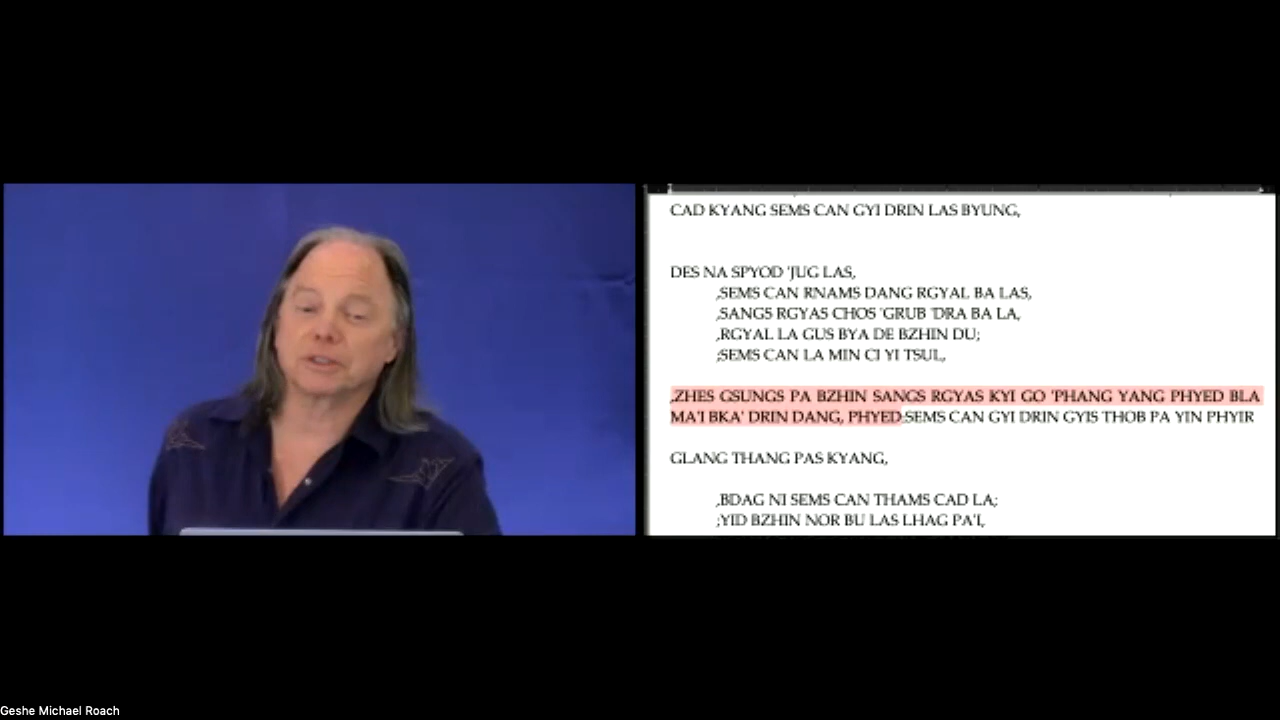 CAD KYANG SEMS CAN GYI DRIN LAS BYUNG,
DES NA SPYOD 'JUG LAS,
,SEMS CAN RNAMS DANG RGYAL BA LAS,
,SANGS RGYAS CHOS 'GRUB 'DRA BA LA,
,RGYAL LA GUS BYA DE BZHIN DU;
;SEMS CAN LA MIN CI YI TSUL,
,ZHES GSUNGS PA BZHIN SANGS RGYAS KYI GO 'PHANG YANG PHYED BLA
MA'I BKA' DRIN DANG, PHYED;SEMS CAN GYI DRIN GYIS THOB PA YIN PHYIR
GLANG THANG PAS KYANG,
,BDAG NI SEMS CAN THAMS CAD LA;
;YID BZHIN NOR BU LAS LHAG PA'I,
Geshe Michael Roach